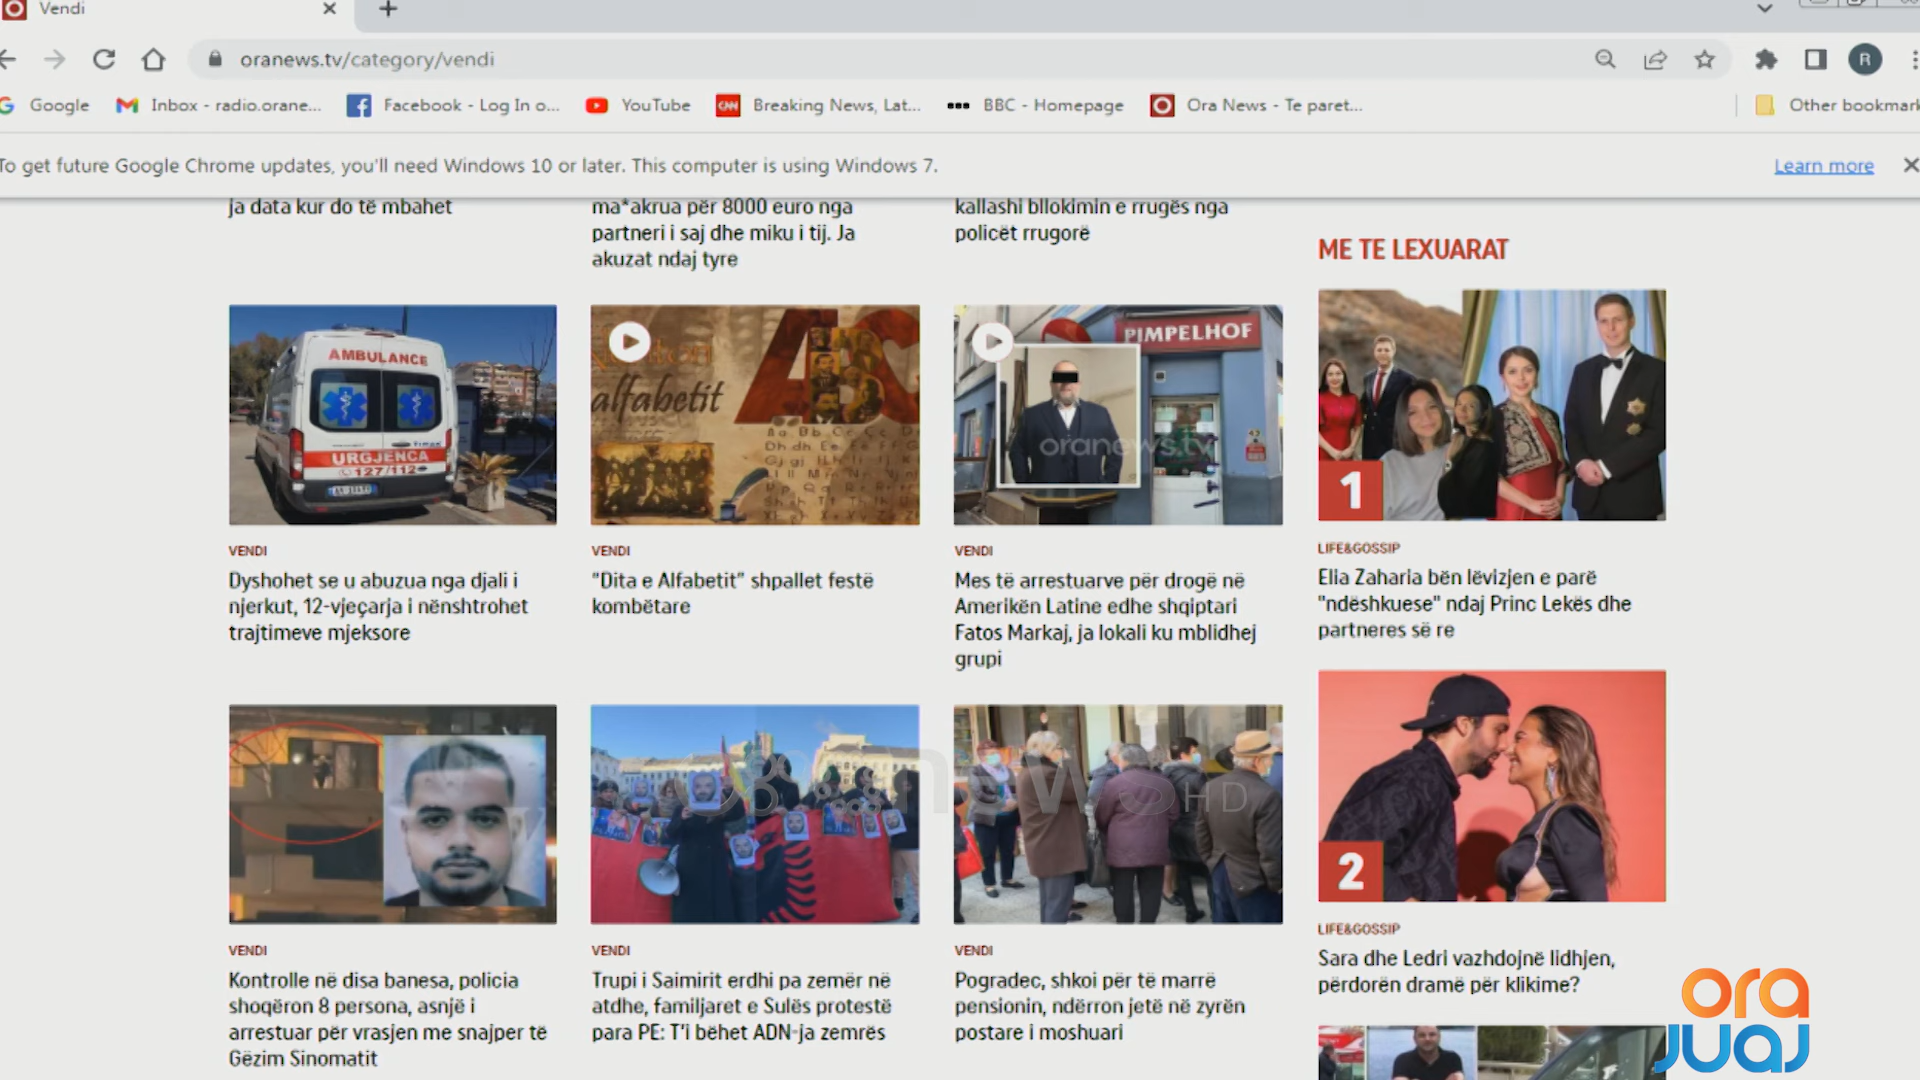 Vendi
oranews.tv/category/vendi
R
Google
Inbox - radio.orane...
Facebook - Log In o...
YouTube
CNN
Breaking News, Lat...
BBC - Homepage
Ora News - Te paret...
Other bookmark
To get future Google Chrome updates, you'll need Windows 10 or later. This computer is using Windows 7.
Learn more
ja data kur do të mbahet
ma*akrua për 8000 euro nga
partneri i saj dhe miku i tij. Ja
akuzat ndaj tyre
kallashi bllokimin e rrugës nga
policët rrugorë
ME TE LEXUARAT
AMBULANCE
URGJENCA
127/112
alfabetit
ABC
PIMPELHOF
oranews.tv
1
VENDI
Dyshohet se u abuzua nga djali i
njerkut, 12-vjeçarja i nënshtrohet
trajtimeve mjeksore
VENDI
"Dita e Alfabetit" shpallet festë
kombëtare
VENDI
Mes të arrestuarve për drogë në
Amerikën Latine edhe shqiptari
Fatos Markaj, ja lokali ku mblidhej
grupi
LIFE&GOSSIP
Elia Zaharia bën lëvizjen e parë
"ndëshkuese" ndaj Princ Lekës dhe
partneres së re
news HD
2
VENDI
Kontrolle në disa banesa, policia
shoqëron 8 persona, asnjë i
arrestuar për vrasjen me snajper të
Gëzim Sinomatit
VENDI
Trupi i Saimirit erdhi pa zemër në
atdhe, familjaret e Sulës protestë
para PE: T'i bëhet ADN-ja zemrës
VENDI
Pogradec, shkoi për të marrë
pensionin, ndërron jetë në zyrën
postare i moshuari
LIFE&GOSSIP
Sara dhe Ledri vazhdojnë lidhjen,
përdorën dramë për klikime?
ora
juaj